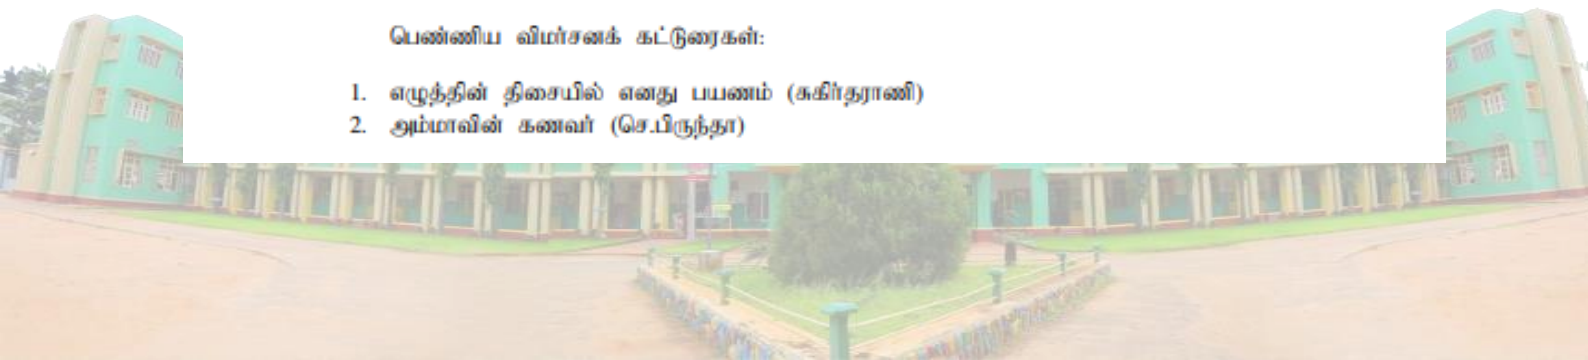 பெண்ணிய விமர்சனக் கட்டுரைகள்:
1. எழுத்தின் திசையில் எனது பயணம் (சுகிர்தராணி)
2. அம்மாவின் கணவர் (செ.பிருந்தா)